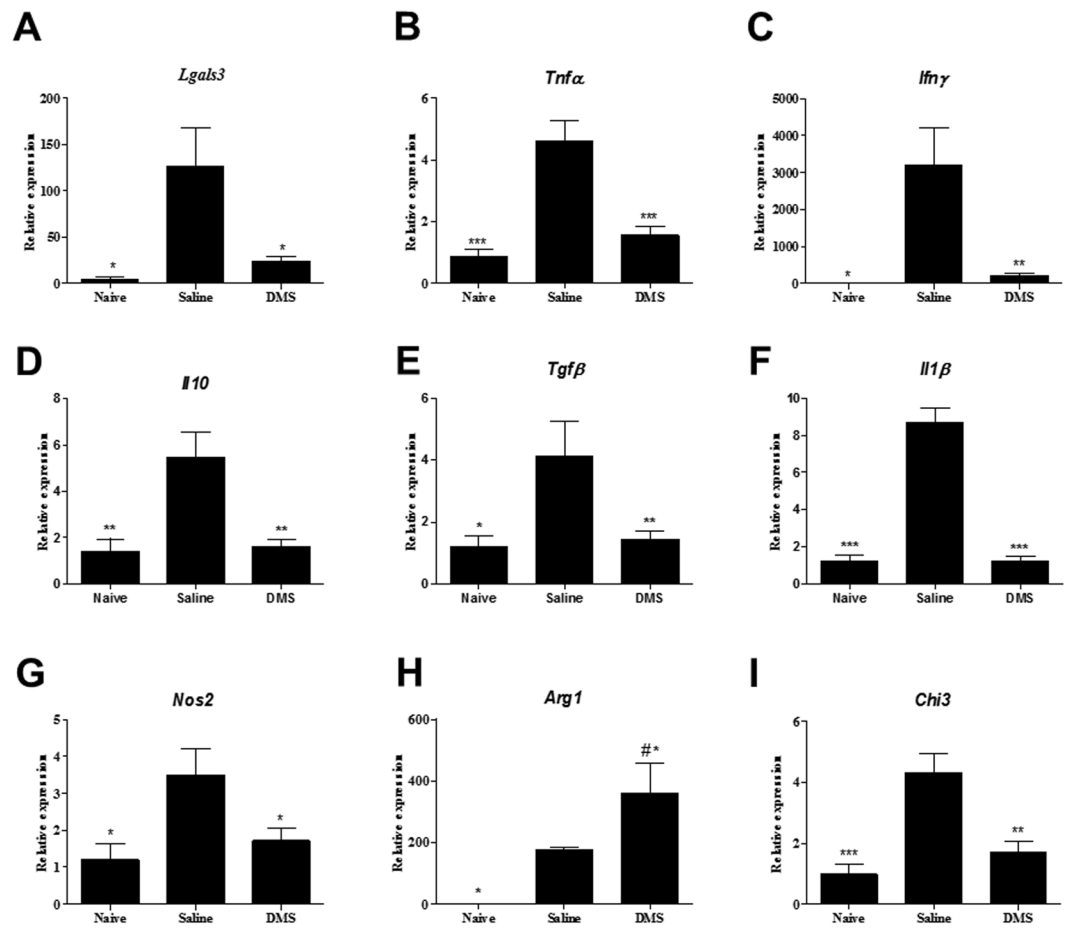 A
B
C
Lgals3
Tnfα
Ifnγ
Relative expression
200
150
100
50
0
*
*
Naive
Saline
DMS
Relative expression
6
4
2
0
***
***
Naive
Saline
DMS
Relative expression
5000
4000
3000
2000
1000
0
*
**
Naive
Saline
DMS
D
E
F
Il10
Tgfβ
Il1β
Relative expression
8
6
4
2
0
**
**
Naive
Saline
DMS
Relative expression
6
4
2
0
*
**
Naive
Saline
DMS
Relative expression
10
8
6
4
2
0
***
***
Naive
Saline
DMS
G
H
I
Nos2
Arg1
Chi3
Relative expression
5
4
3
2
1
0
*
*
Naive
Saline
DMS
Relative expression
600
400
200
0
*
#*
Naive
Saline
DMS
Relative expression
6
4
2
0
***
**
Naive
Saline
DMS